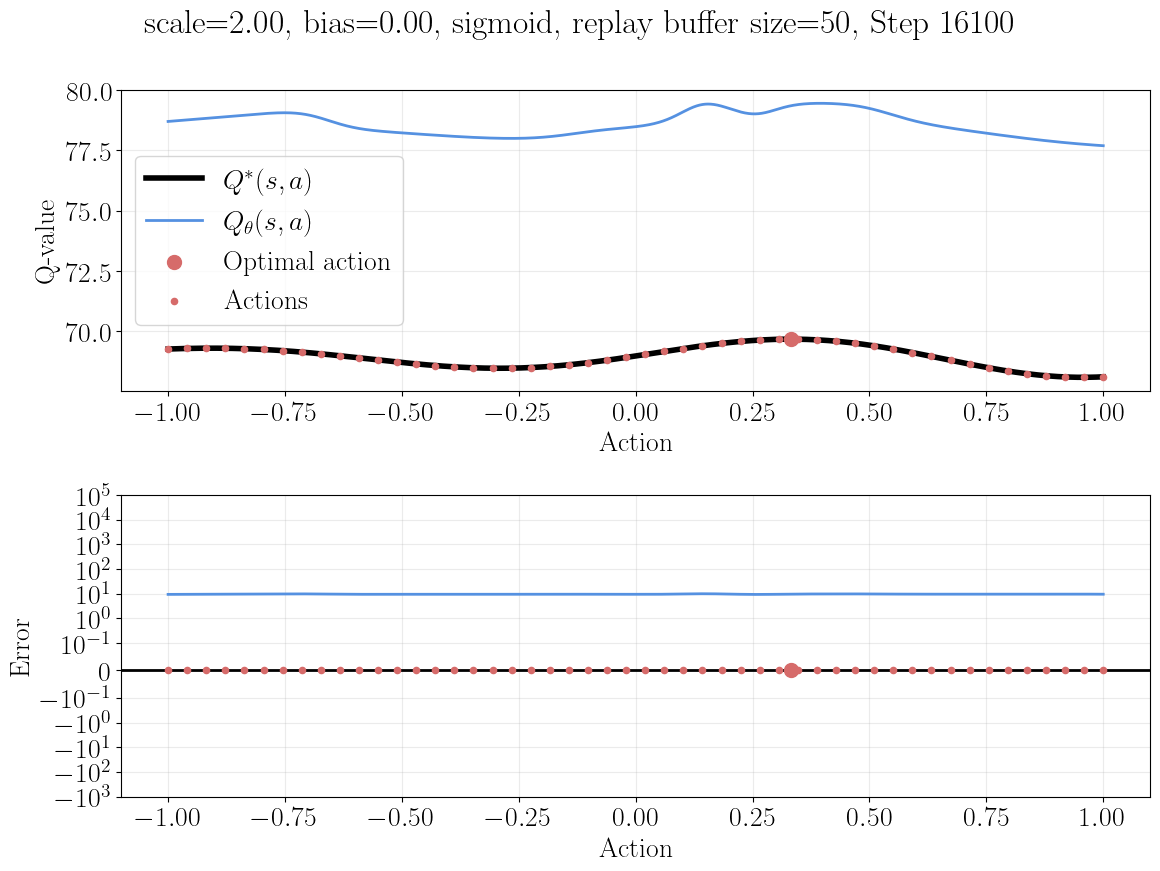 scale=2.00, bias=0.00, sigmoid, replay buffer size=50, Step 16100
80.0
77.5
75.0
72.5
70.0
Q-value
Q*(s, a)
Q_θ(s, a)
Optimal action
Actions
−1.00 −0.75 −0.50 −0.25 0.00 0.25 0.50 0.75 1.00
Action
10^5
10^4
10^3
10^2
10^1
10^0
10^−1
0
−10^−1
−10^0
−10^1
−10^2
−10^3
Error
−1.00 −0.75 −0.50 −0.25 0.00 0.25 0.50 0.75 1.00
Action